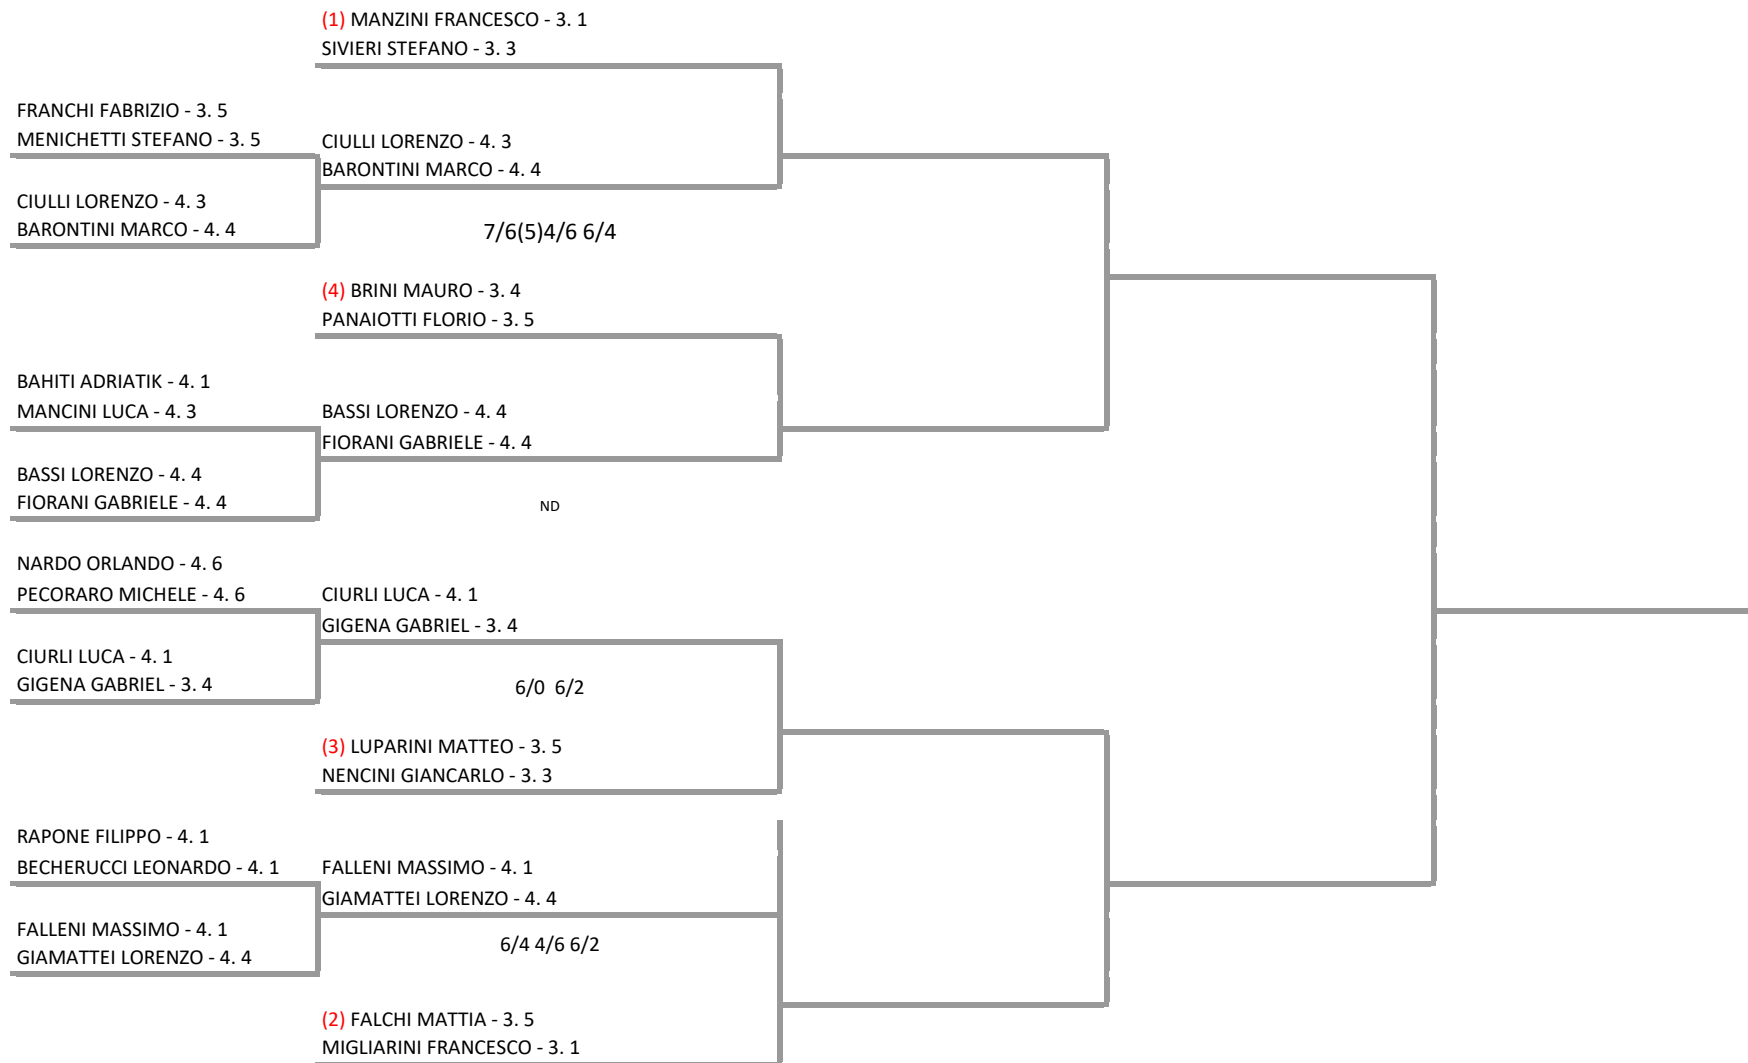 (1) MANZINI FRANCESCO - 3. 1
SIVIERI STEFANO - 3. 3
FRANCHI FABRIZIO - 3. 5
MENICHETTI STEFANO - 3. 5
CIULLI LORENZO - 4. 3
BARONTINI MARCO - 4. 4
CIULLI LORENZO - 4. 3
BARONTINI MARCO - 4. 4
7/6(5)4/6 6/4
(4) BRINI MAURO - 3. 4
PANAIOTTI FLORIO - 3. 5
BAHITI ADRIATIK - 4. 1
MANCINI LUCA - 4. 3
BASSI LORENZO - 4. 4
FIORANI GABRIELE - 4. 4
BASSI LORENZO - 4. 4
FIORANI GABRIELE - 4. 4
ND
NARDO ORLANDO - 4. 6
PECORARO MICHELE - 4. 6
CIURLI LUCA - 4. 1
GIGENA GABRIEL - 3. 4
CIURLI LUCA - 4. 1
GIGENA GABRIEL - 3. 4
6/0 6/2
(3) LUPARINI MATTEO - 3. 5
NENCINI GIANCARLO - 3. 3
RAPONE FILIPPO - 4. 1
BECHERUCCI LEONARDO - 4. 1
FALLENI MASSIMO - 4. 1
GIAMATTEI LORENZO - 4. 4
FALLENI MASSIMO - 4. 1
GIAMATTEI LORENZO - 4. 4
6/4 4/6 6/2
(2) FALCHI MATTIA - 3. 5
MIGLIARINI FRANCESCO - 3. 1